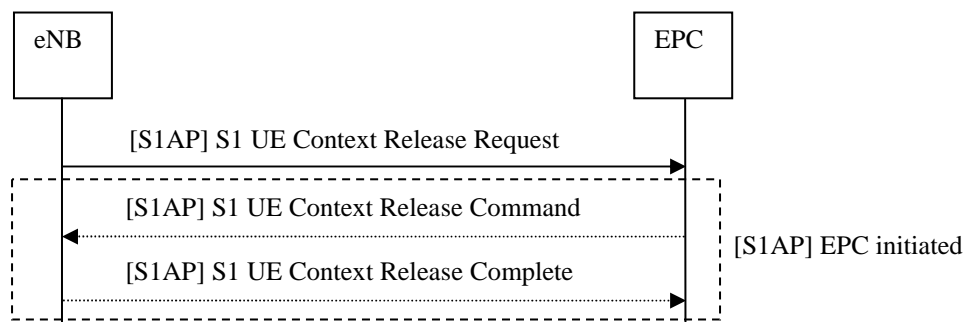 eNB
EPC
[S1AP] S1 UE Context Release Request
[S1AP] S1 UE Context Release Command
[S1AP] EPC initiated
[S1AP] S1 UE Context Release Complete